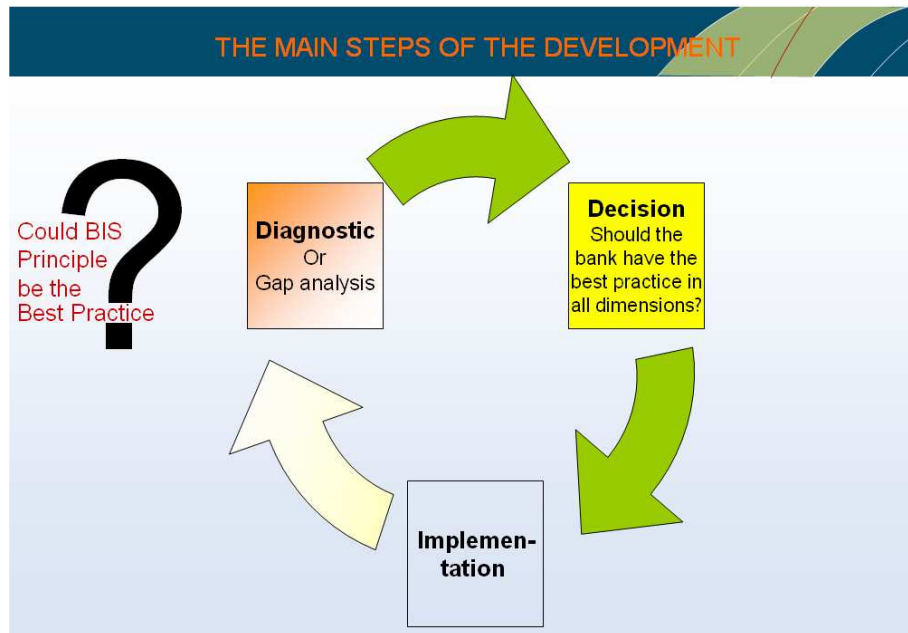 THE MAIN STEPS OF THE DEVELOPMENT
Could BIS
Principle
be the
Best Practice
Diagnostic
Or
Gap analysis
Decision
Should the
bank have the
best practice in
all dimensions?
Implemen-
tation